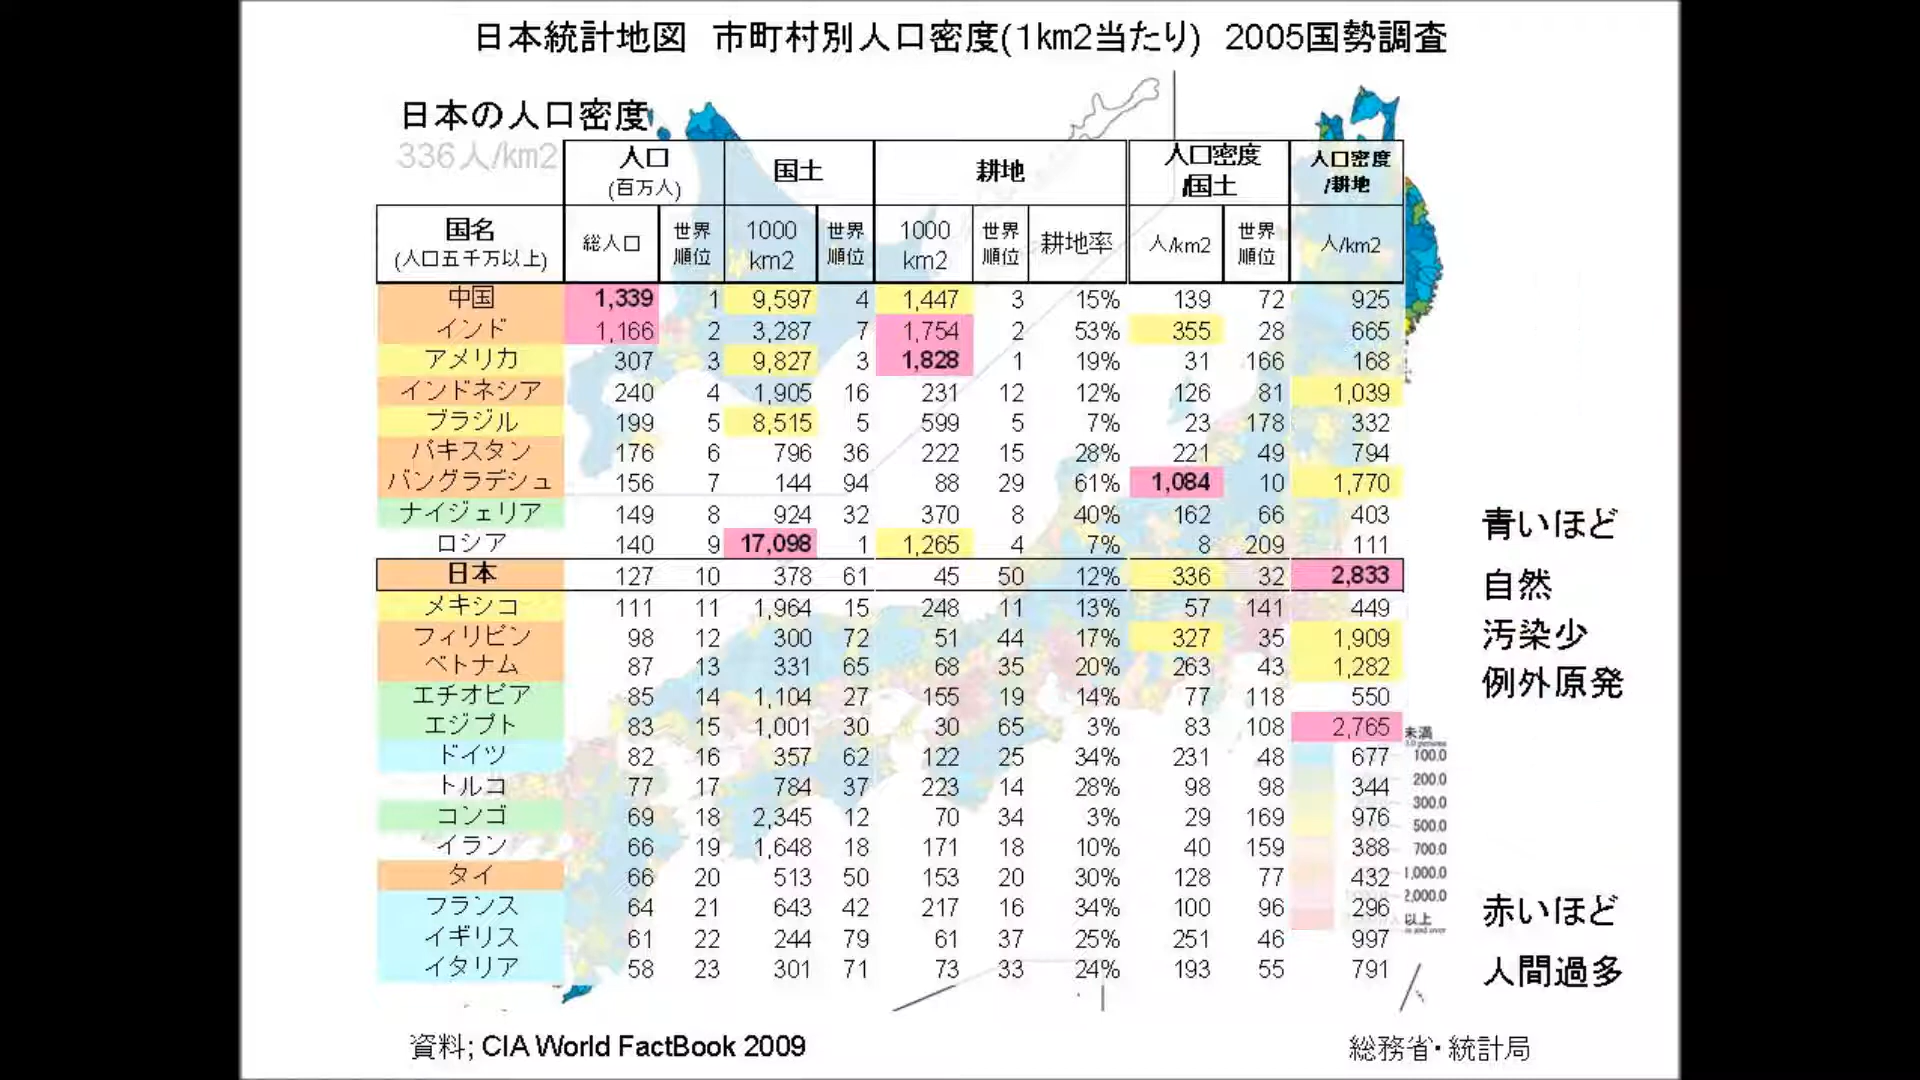 日本統計地図　市町村別人口密度(1km2当たり)　2005国勢調査
日本の人口密度
336人/km2
人口 (百万人) 国土 耕地 人口密度/国土 人口密度/耕地
国名 (人口五千万以上) 総人口 世界順位 1000 km2 世界順位 1000 km2 世界順位 耕地率 人/km2 世界順位 人/km2
中国 1,339 1 9,597 4 1,447 3 15% 139 72 925
インド 1,166 2 3,287 7 1,754 2 53% 355 28 665
アメリカ 307 3 9,827 3 1,828 1 19% 31 166 168
インドネシア 240 4 1,905 16 231 12 12% 126 81 1,039
ブラジル 199 5 8,515 5 599 5 7% 23 178 332
パキスタン 176 6 796 36 222 15 28% 221 49 794
バングラデシュ 156 7 144 94 88 29 61% 1,084 10 1,770
ナイジェリア 149 8 924 32 370 8 40% 162 66 403
ロシア 140 9 17,098 1 1,265 4 7% 8 209 111
日本 127 10 378 61 45 50 12% 336 32 2,833
メキシコ 111 11 1,964 15 248 11 13% 57 141 449
フィリピン 98 12 300 72 51 44 17% 327 35 1,909
ベトナム 87 13 331 65 68 35 20% 263 43 1,282
エチオピア 85 14 1,104 27 155 19 14% 77 118 550
エジプト 83 15 1,001 30 30 65 3% 83 108 2,765
ドイツ 82 16 357 62 122 25 34% 231 48 677
トルコ 77 17 784 37 223 14 28% 98 98 344
コンゴ 69 18 2,345 12 70 34 3% 29 169 976
イラン 66 19 1,648 18 171 18 10% 40 159 388
タイ 66 20 513 50 153 20 30% 128 77 432
フランス 64 21 643 42 217 16 34% 100 96 296
イギリス 61 22 244 79 61 37 25% 251 46 997
イタリア 58 23 301 71 73 33 24% 193 55 791
青いほど
自然
汚染少
例外原発
未満
100.0
200.0
300.0
500.0
700.0
1,000.0
2,000.0
以上
赤いほど
人間過多
資料; CIA World FactBook 2009
総務省・統計局